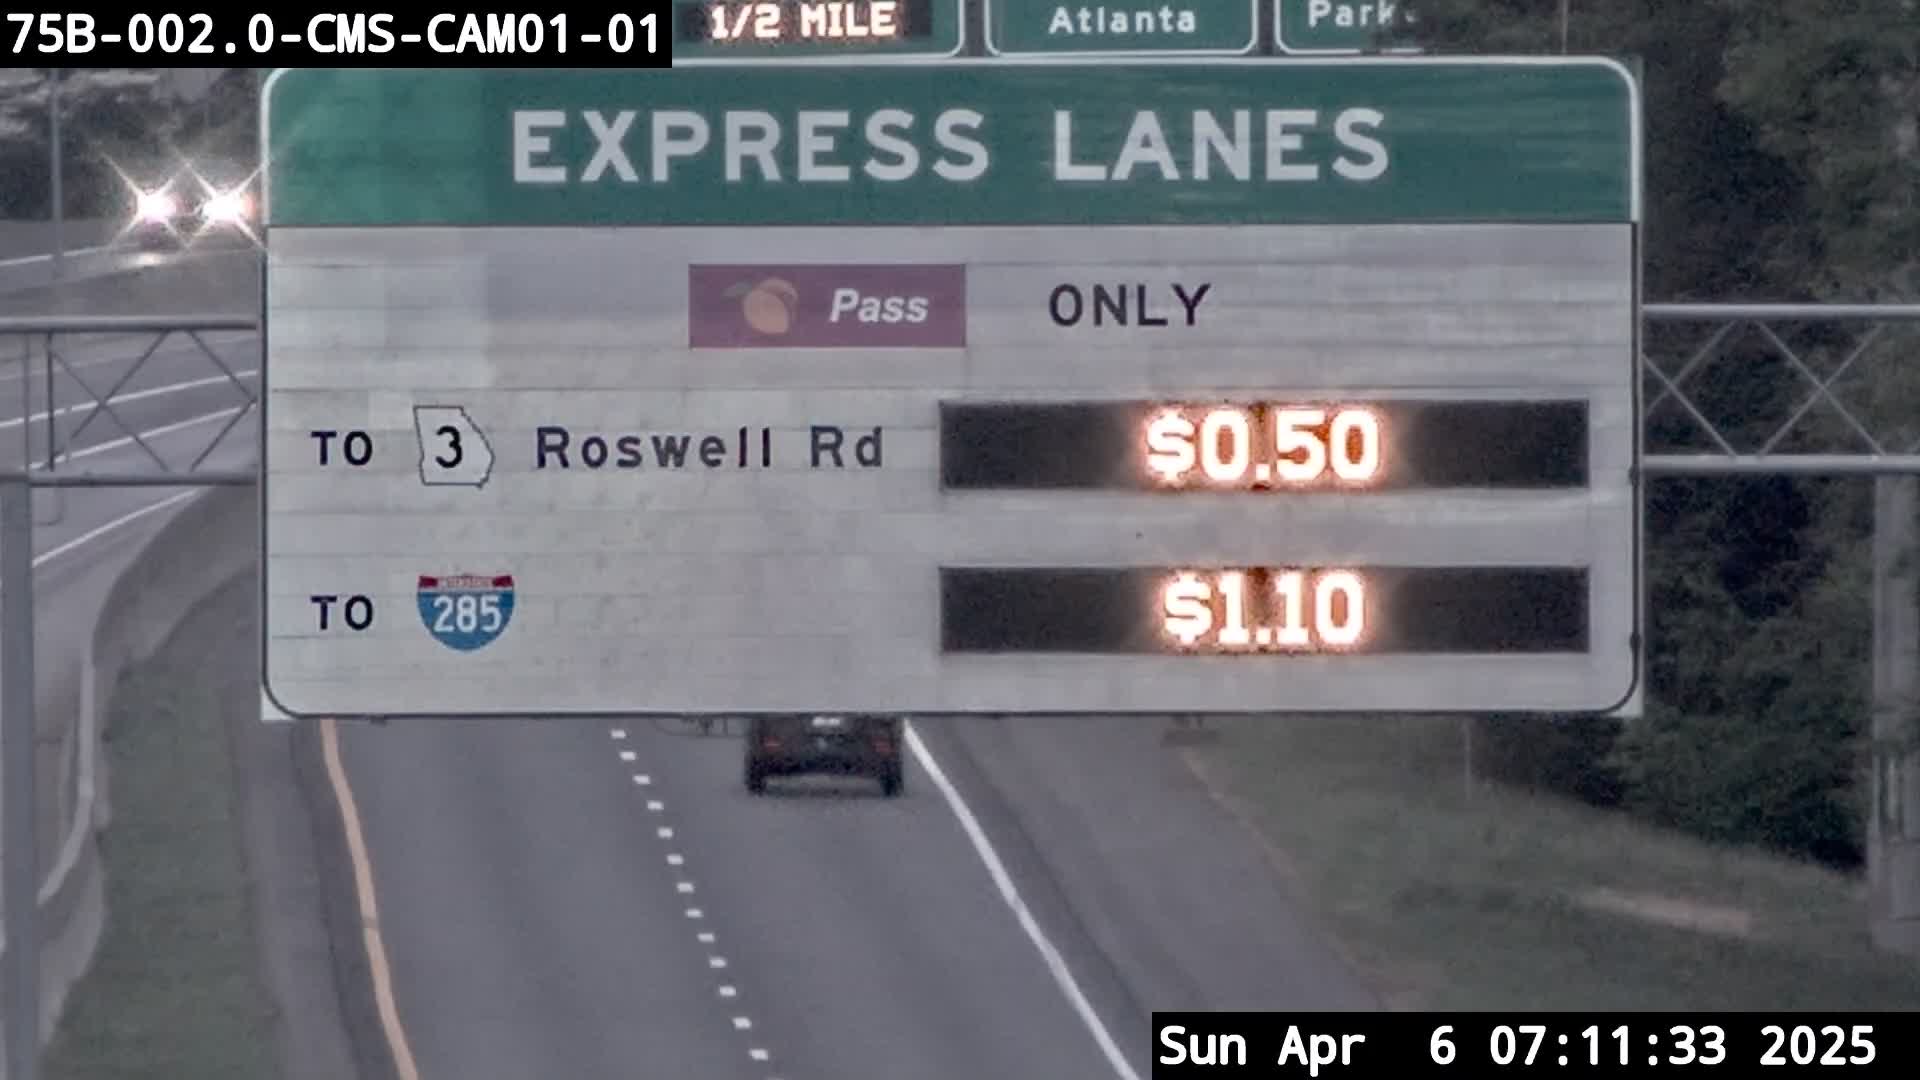 75B-002.0-CMS-CAM01-01
1/2 MILE
Atlanta
Park
EXPRESS LANES
Pass ONLY
TO 3 Roswell Rd $0.50
TO 285 $1.10
Sun Apr 6 07:11:33 2025